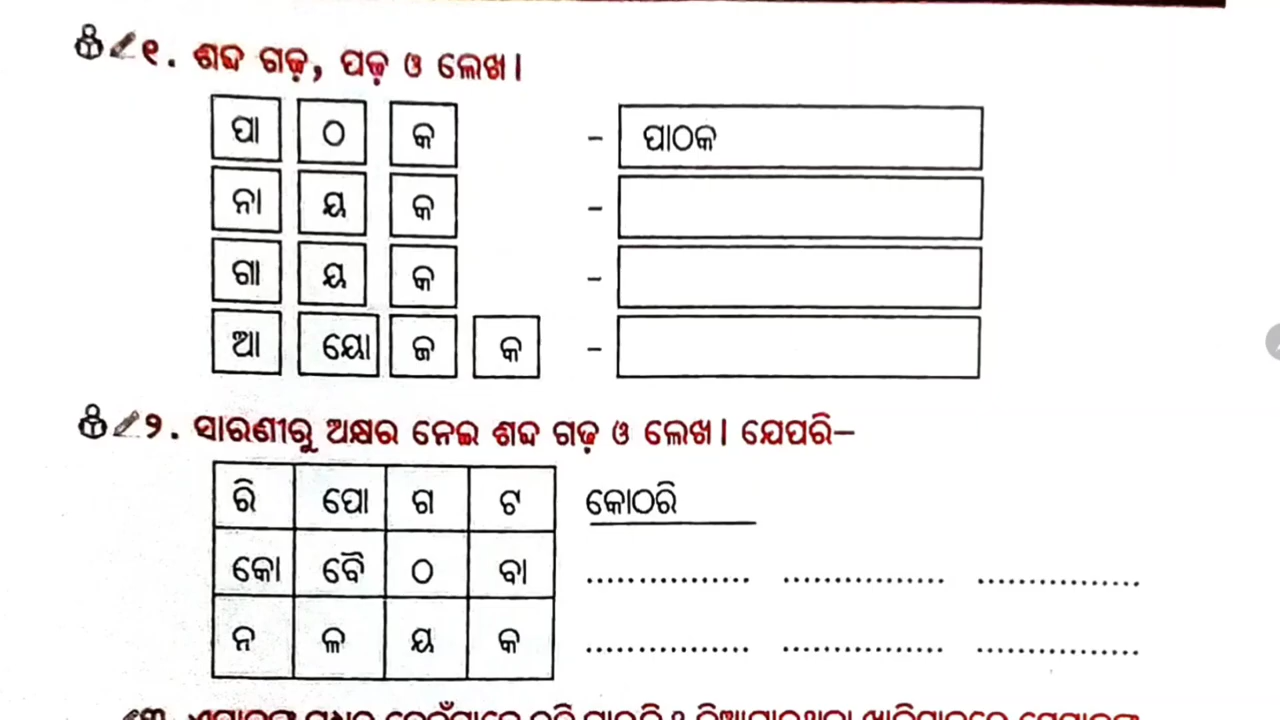 ୧. ଶବ୍ଦ ଗଢ଼, ପଢ଼ ଓ ଲେଖ।
ପା ଠ କ – ପାଠକ
ନା ୟ କ –
ଗା ୟ କ –
ଆ ୟୋ ଜ କ –
୨. ସାରଣୀରୁ ଅକ୍ଷର ନେଇ ଶବ୍ଦ ଗଢ଼ ଓ ଲେଖ। ଯେପରି–
ରି ପୋ ଗ ଟ କୋଠରି
କୋ ବୈ ଠ ବା .................. .................. ..................
ନ ଳ ୟ କ .................. .................. ..................